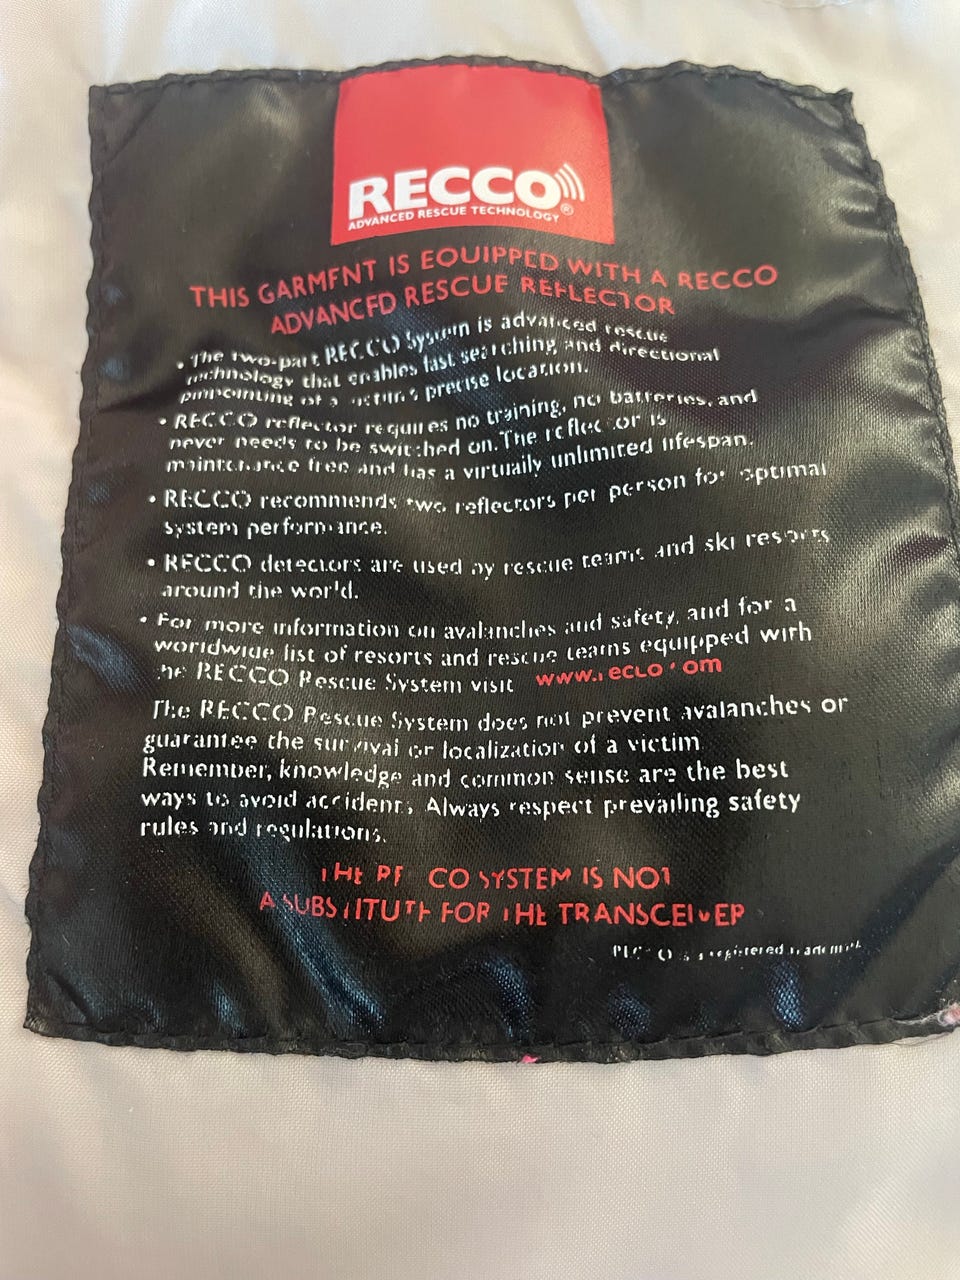 RECCO
ADVANCED RESCUE TECHNOLOGY®
THIS GARMENT IS EQUIPPED WITH A RECCO
ADVANCED RESCUE REFLECTOR
• The two-part RECCO System is advanced rescue
technology that enables fast searching and directional
pinpointing of a victim's precise location.
• RECCO reflector requires no training, no batteries, and
never needs to be switched on. The reflector is
maintenance free and has a virtually unlimited lifespan.
• RECCO recommends two reflectors per person for optimal
system performance.
• RECCO detectors are used by rescue teams and ski resorts
around the world.
• For more information on avalanches and safety, and for a
worldwide list of resorts and rescue teams equipped with
the RECCO Rescue System visit www.recco.com
The RECCO Rescue System does not prevent avalanches or
guarantee the survival or localization of a victim
Remember, knowledge and common sense are the best
ways to avoid accidents. Always respect prevailing safety
rules and regulations.
THE RECCO SYSTEM IS NOT
A SUBSTITUTE FOR THE TRANSCEIVER
RECCO is a registered trademark